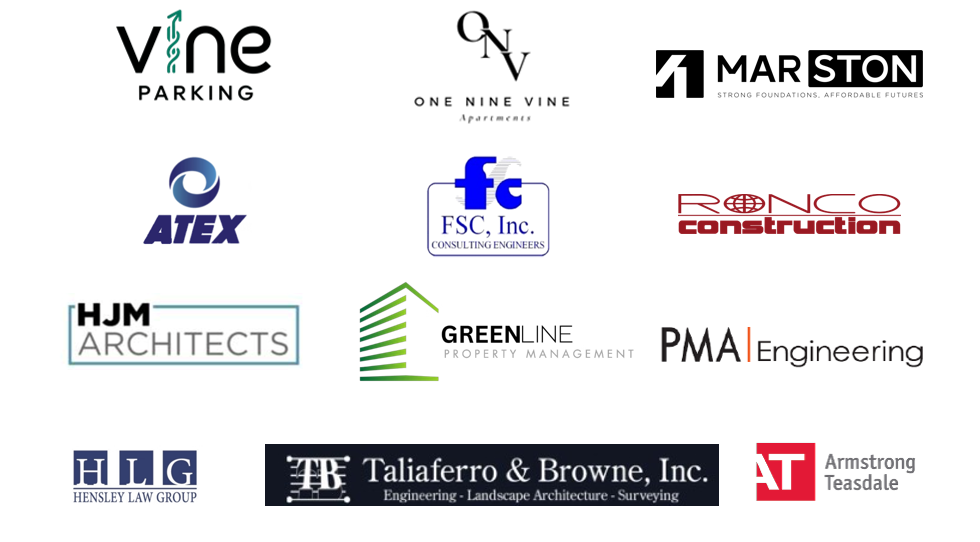 vine
PARKING
ONV
ONE NINE VINE
Apartments
MARSTON
STRONG FOUNDATIONS, AFFORDABLE FUTURES
ATEX
fc
FSC, Inc.
CONSULTING ENGINEERS
RONCO
construction
HJM
ARCHITECTS
GREENLINE
PROPERTY MANAGEMENT
PMA|Engineering
HLG
HENSLEY LAW GROUP
TB
Taliaferro & Browne, Inc.
Engineering - Landscape Architecture - Surveying
AT
Armstrong
Teasdale